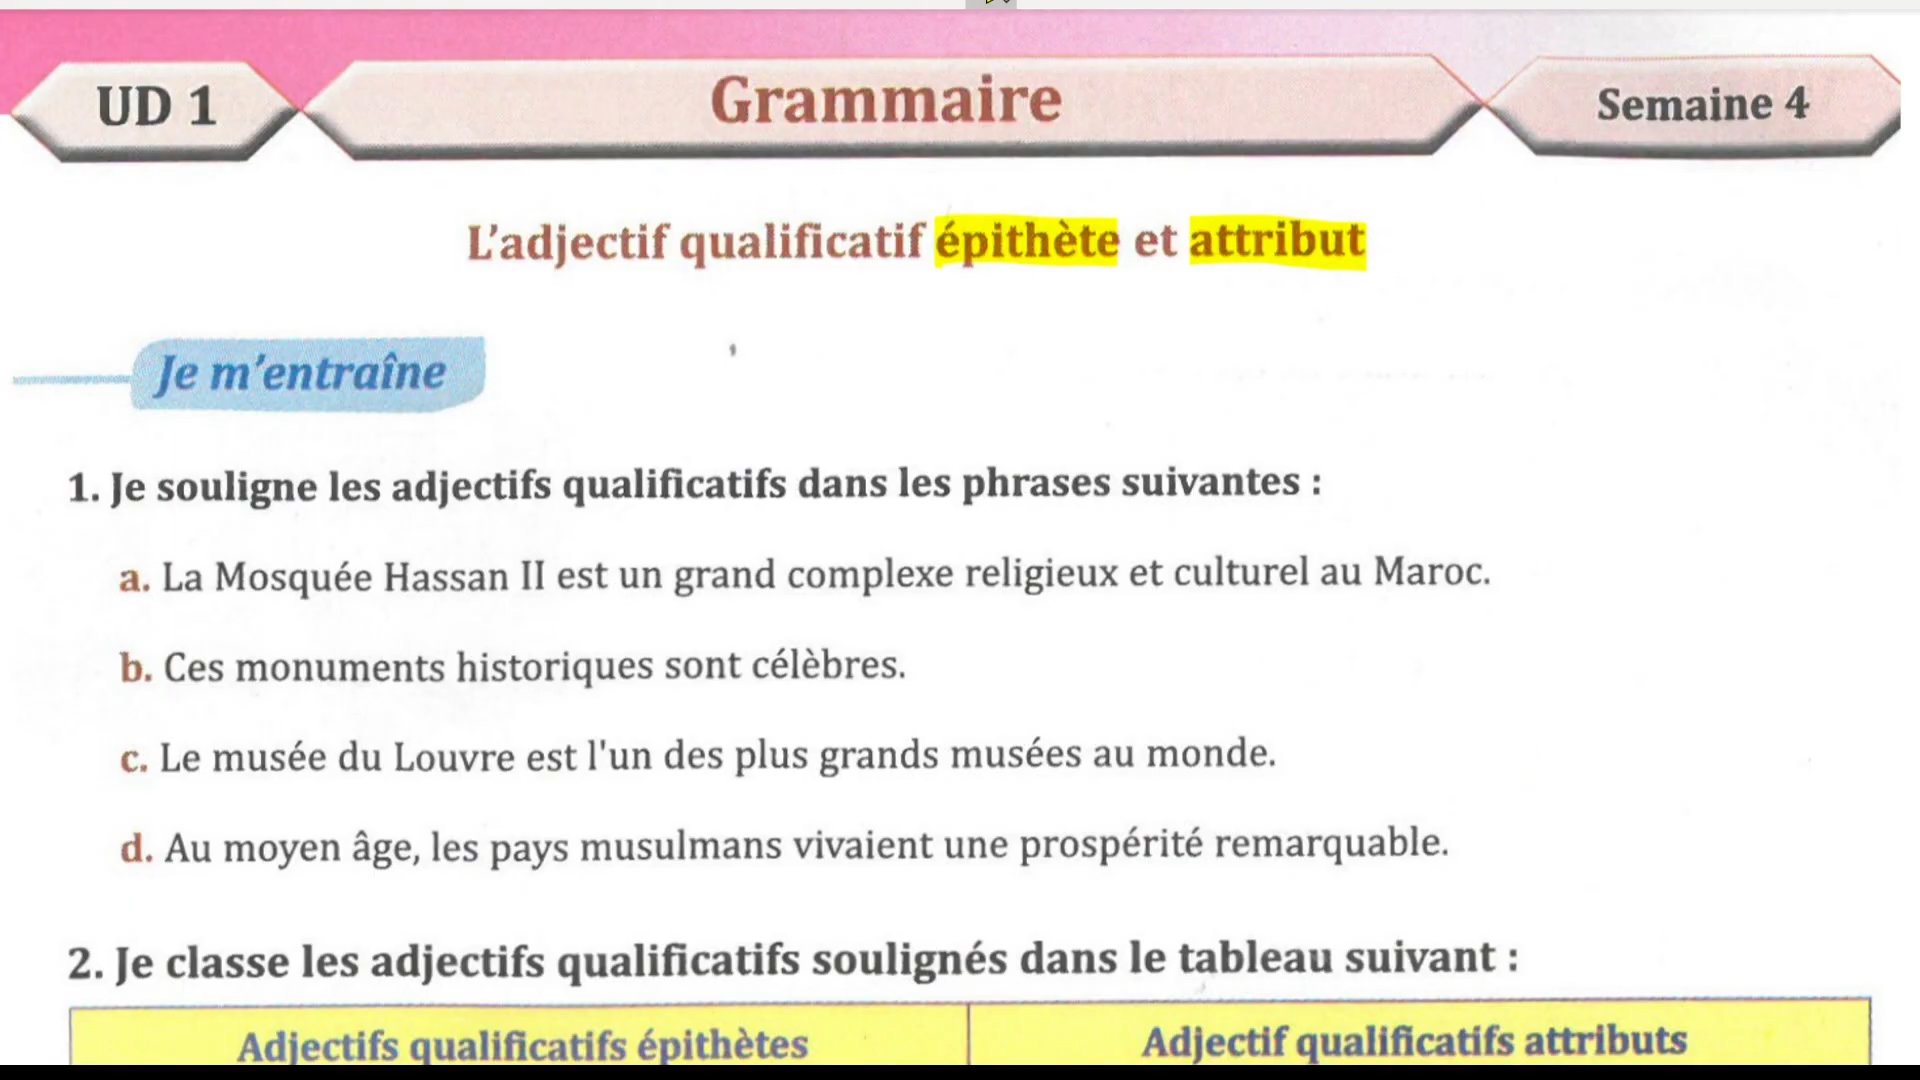 UD 1
Grammaire
Semaine 4
L'adjectif qualificatif épithète et attribut
Je m'entraîne
1. Je souligne les adjectifs qualificatifs dans les phrases suivantes :
a. La Mosquée Hassan II est un grand complexe religieux et culturel au Maroc.
b. Ces monuments historiques sont célèbres.
c. Le musée du Louvre est l'un des plus grands musées au monde.
d. Au moyen âge, les pays musulmans vivaient une prospérité remarquable.
2. Je classe les adjectifs qualificatifs soulignés dans le tableau suivant :
Adjectifs qualificatifs épithètes
Adjectif qualificatifs attributs